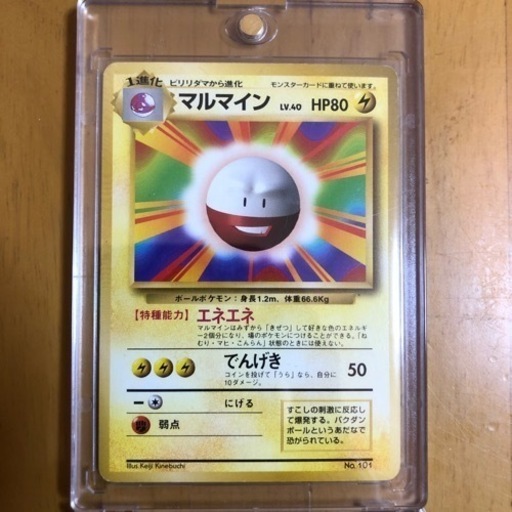 1進化 ピリリダマから進化 モンスターカードに重ねて使います。
マルマイン LV.40 HP80
ボールポケモン：身長1.2m、体重66.6Kg
【特種能力】エネエネ
マルマインはみずから「きぜつ」して好きな色のエネルギ
ー2個分になり、場のポケモンにつけることができる。「ね
むり・マヒ・こんらん」状態のときには使えない。
でんげき 50
コインを投げて「うら」なら、自分に
10ダメージ。
ー にげる
弱点
すこしの刺激に反応し
て爆発する。バクダン
ボールというあだなで
恐がられている。
Illus.Keiji Kinebuchi No.101